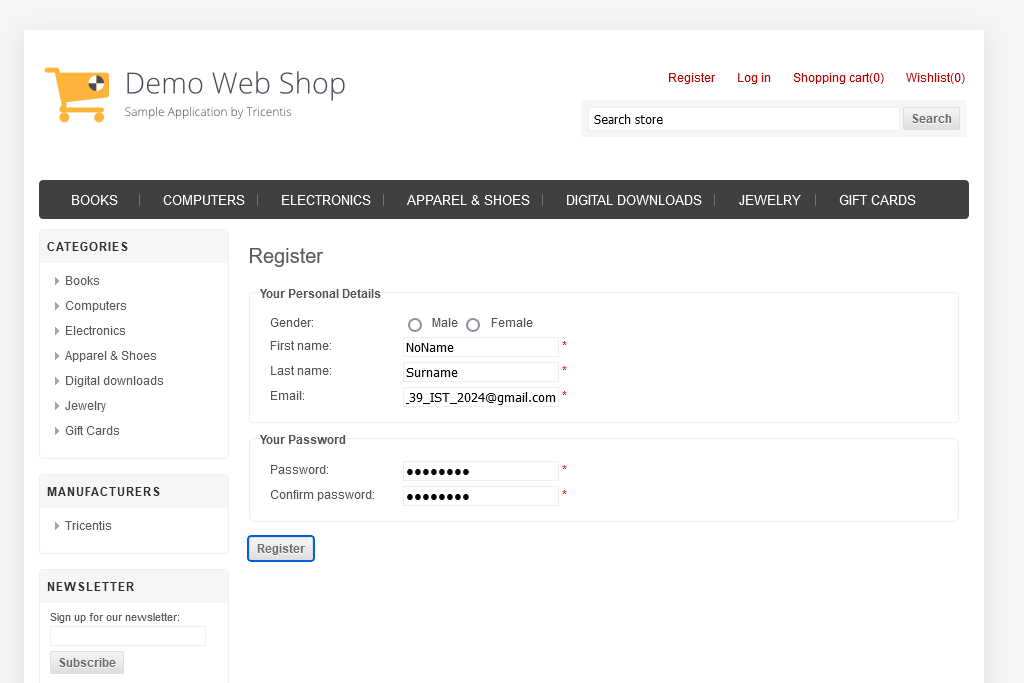 Demo Web Shop
Sample Application by Tricentis
Register Log in Shopping cart(0) Wishlist(0)
Search store Search
BOOKS COMPUTERS ELECTRONICS APPAREL & SHOES DIGITAL DOWNLOADS JEWELRY GIFT CARDS
CATEGORIES
Books
Computers
Electronics
Apparel & Shoes
Digital downloads
Jewelry
Gift Cards
MANUFACTURERS
Tricentis
NEWSLETTER
Sign up for our newsletter:
Subscribe
Register
Your Personal Details
Gender: Male Female
First name: NoName *
Last name: Surname *
Email: _39_IST_2024@gmail.com *
Your Password
Password: ●●●●●●●● *
Confirm password: ●●●●●●●● *
Register